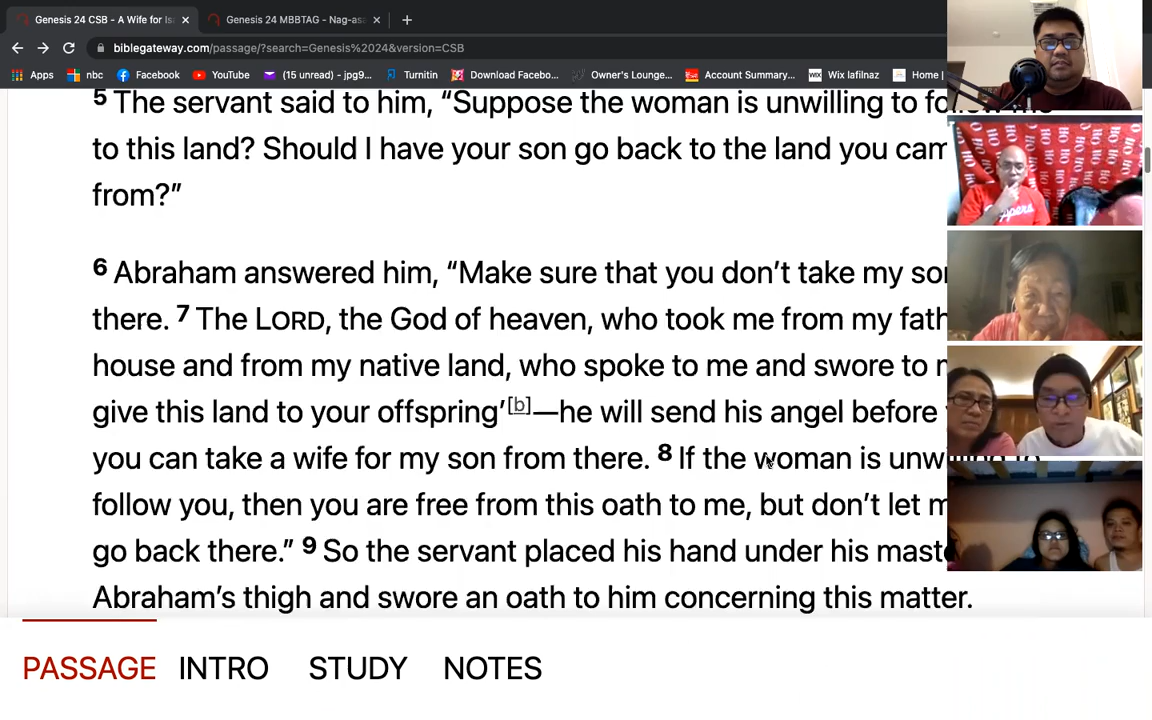 Genesis 24 CSB - A Wife for Isa
Genesis 24 MBBTAG - Nag-asa
biblegateway.com/passage/?search=Genesis%2024&version=CSB
Apps nbc Facebook YouTube (15 unread) - jpg9... Turnitin Download Facebo... Owner's Lounge... Account Summary... Wix lafilnaz Home |
5 The servant said to him, “Suppose the woman is unwilling to follow me
to this land? Should I have your son go back to the land you cam
from?”
6 Abraham answered him, “Make sure that you don’t take my son
there. 7 The LORD, the God of heaven, who took me from my fath
house and from my native land, who spoke to me and swore to m
give this land to your offspring’[b]—he will send his angel before
you can take a wife for my son from there. 8 If the woman is unwilling to
follow you, then you are free from this oath to me, but don’t let m
go back there.” 9 So the servant placed his hand under his maste
Abraham’s thigh and swore an oath to him concerning this matter.
PASSAGE INTRO STUDY NOTES